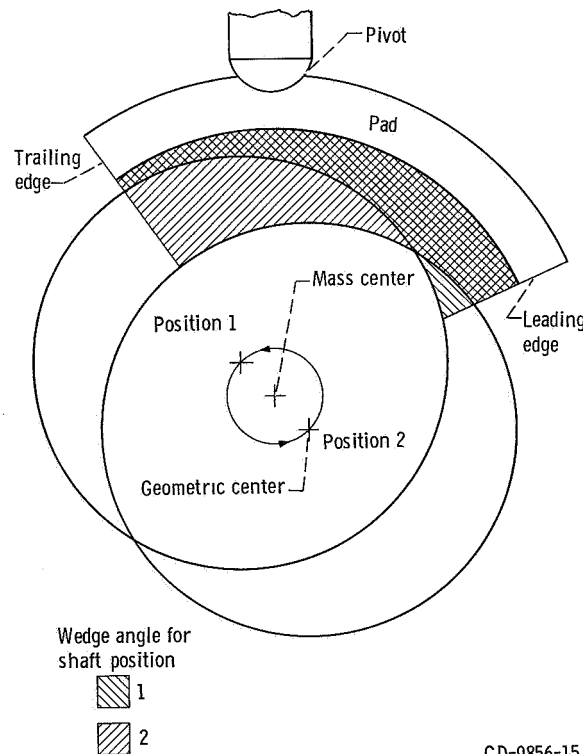 Pivot
Pad
Trailing
edge
Mass center
Position 1
Leading
edge
Position 2
Geometric center
Wedge angle for
shaft position
1
2
CD-9856-15